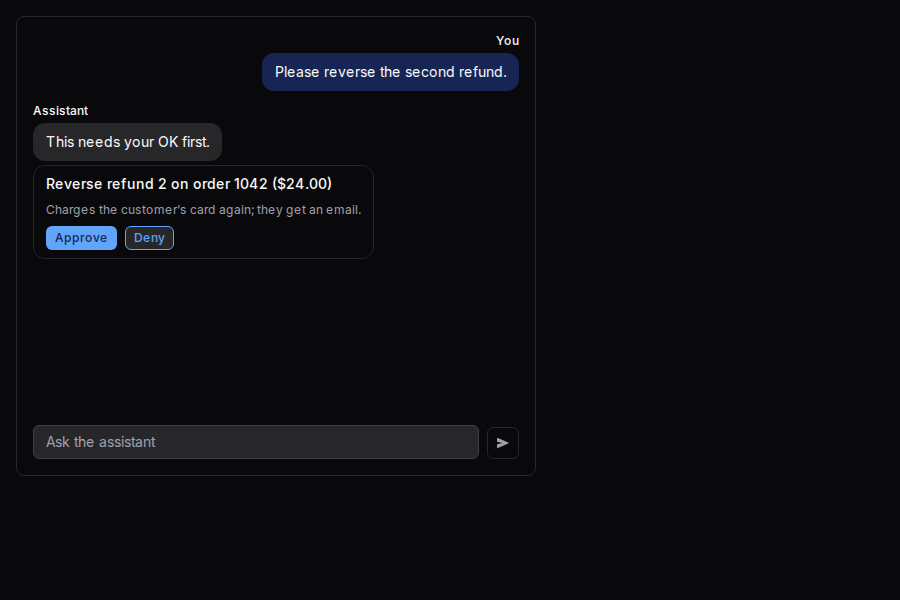 You
Please reverse the second refund.
Assistant
This needs your OK first.
Reverse refund 2 on order 1042 ($24.00)
Charges the customer's card again; they get an email.
Approve
Deny
Ask the assistant